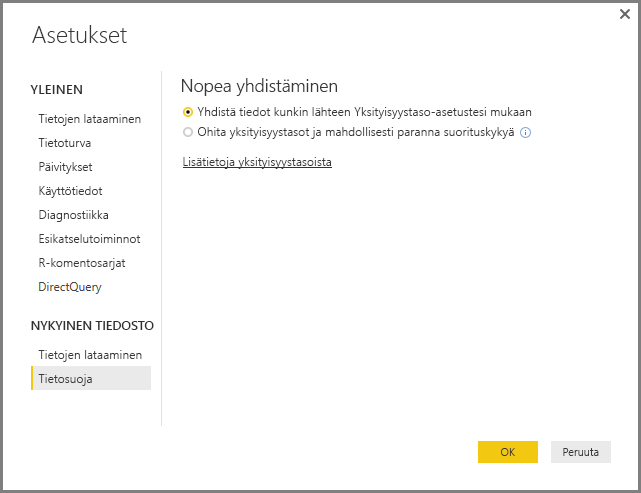 Asetukset
YLEINEN
Tietojen lataaminen
Tietoturva
Päivitykset
Käyttötiedot
Diagnostiikka
Esikatselutoiminnot
R-komentosarjat
DirectQuery
NYKYINEN TIEDOSTO
Tietojen lataaminen
Tietosuoja
Nopea yhdistäminen
Yhdistä tiedot kunkin lähteen Yksityisyystaso-asetustesi mukaan
Ohita yksityisyystasot ja mahdollisesti paranna suorituskykyä
Lisätietoja yksityisyystasoista
OK
Peruuta